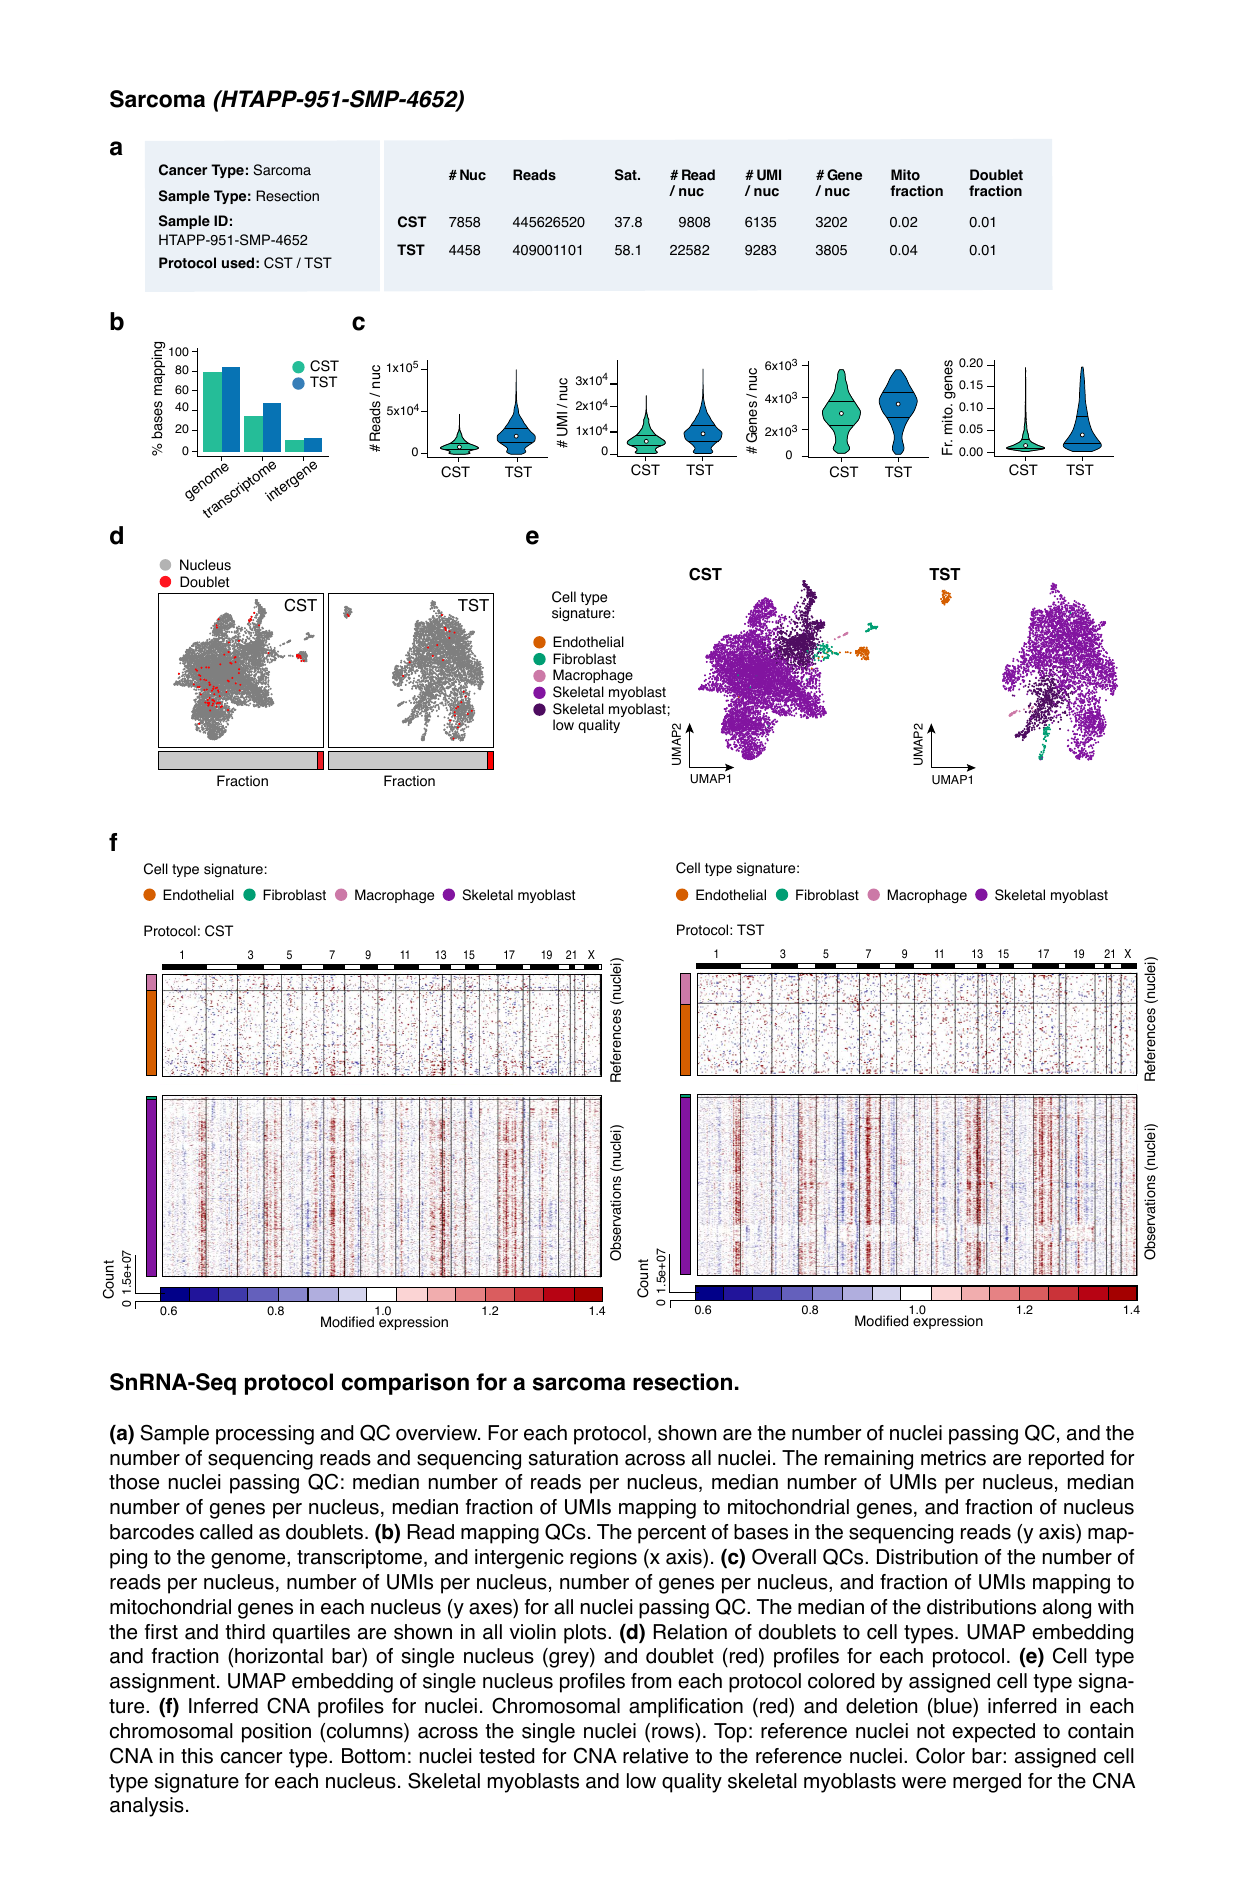 Sarcoma (HTAPP-951-SMP-4652)
a
Cancer Type: Sarcoma
Sample Type: Resection
Sample ID:
HTAPP-951-SMP-4652
Protocol used: CST / TST
# Nuc Reads Sat. # Read / nuc # UMI / nuc # Gene / nuc Mito fraction Doublet fraction
CST 7858 445626520 37.8 9808 6135 3202 0.02 0.01
TST 4458 409001101 58.1 22582 9283 3805 0.04 0.01
b
% bases mapping
100
80
60
40
20
0
CST
TST
genome
transcriptome
intergene
c
# Reads / nuc
1x10⁵
5x10⁴
0
CST TST
# UMI / nuc
3x10⁴
2x10⁴
1x10⁴
0
CST TST
# Genes / nuc
6x10³
4x10³
2x10³
0
CST TST
Fr. mito. genes
0.20
0.15
0.10
0.05
0.00
CST TST
d
Nucleus
Doublet
CST
TST
Fraction
Fraction
e
Cell type
signature:
Endothelial
Fibroblast
Macrophage
Skeletal myoblast
Skeletal myoblast;
low quality
CST
UMAP2
UMAP1
TST
UMAP2
UMAP1
f
Cell type signature:
Endothelial Fibroblast Macrophage Skeletal myoblast
Protocol: CST
1 3 5 7 9 11 13 15 17 19 21 X
References (nuclei)
Observations (nuclei)
Count
0 1.5e+07
0.6 0.8 1.0 1.2 1.4
Modified expression
Cell type signature:
Endothelial Fibroblast Macrophage Skeletal myoblast
Protocol: TST
1 3 5 7 9 11 13 15 17 19 21 X
References (nuclei)
Observations (nuclei)
Count
0 1.5e+07
0.6 0.8 1.0 1.2 1.4
Modified expression
SnRNA-Seq protocol comparison for a sarcoma resection.
(a) Sample processing and QC overview. For each protocol, shown are the number of nuclei passing QC, and the
number of sequencing reads and sequencing saturation across all nuclei. The remaining metrics are reported for
those nuclei passing QC: median number of reads per nucleus, median number of UMIs per nucleus, median
number of genes per nucleus, median fraction of UMIs mapping to mitochondrial genes, and fraction of nucleus
barcodes called as doublets. (b) Read mapping QCs. The percent of bases in the sequencing reads (y axis) map-
ping to the genome, transcriptome, and intergenic regions (x axis). (c) Overall QCs. Distribution of the number of
reads per nucleus, number of UMIs per nucleus, number of genes per nucleus, and fraction of UMIs mapping to
mitochondrial genes in each nucleus (y axes) for all nuclei passing QC. The median of the distributions along with
the first and third quartiles are shown in all violin plots. (d) Relation of doublets to cell types. UMAP embedding
and fraction (horizontal bar) of single nucleus (grey) and doublet (red) profiles for each protocol. (e) Cell type
assignment. UMAP embedding of single nucleus profiles from each protocol colored by assigned cell type signa-
ture. (f) Inferred CNA profiles for nuclei. Chromosomal amplification (red) and deletion (blue) inferred in each
chromosomal position (columns) across the single nuclei (rows). Top: reference nuclei not expected to contain
CNA in this cancer type. Bottom: nuclei tested for CNA relative to the reference nuclei. Color bar: assigned cell
type signature for each nucleus. Skeletal myoblasts and low quality skeletal myoblasts were merged for the CNA
analysis.